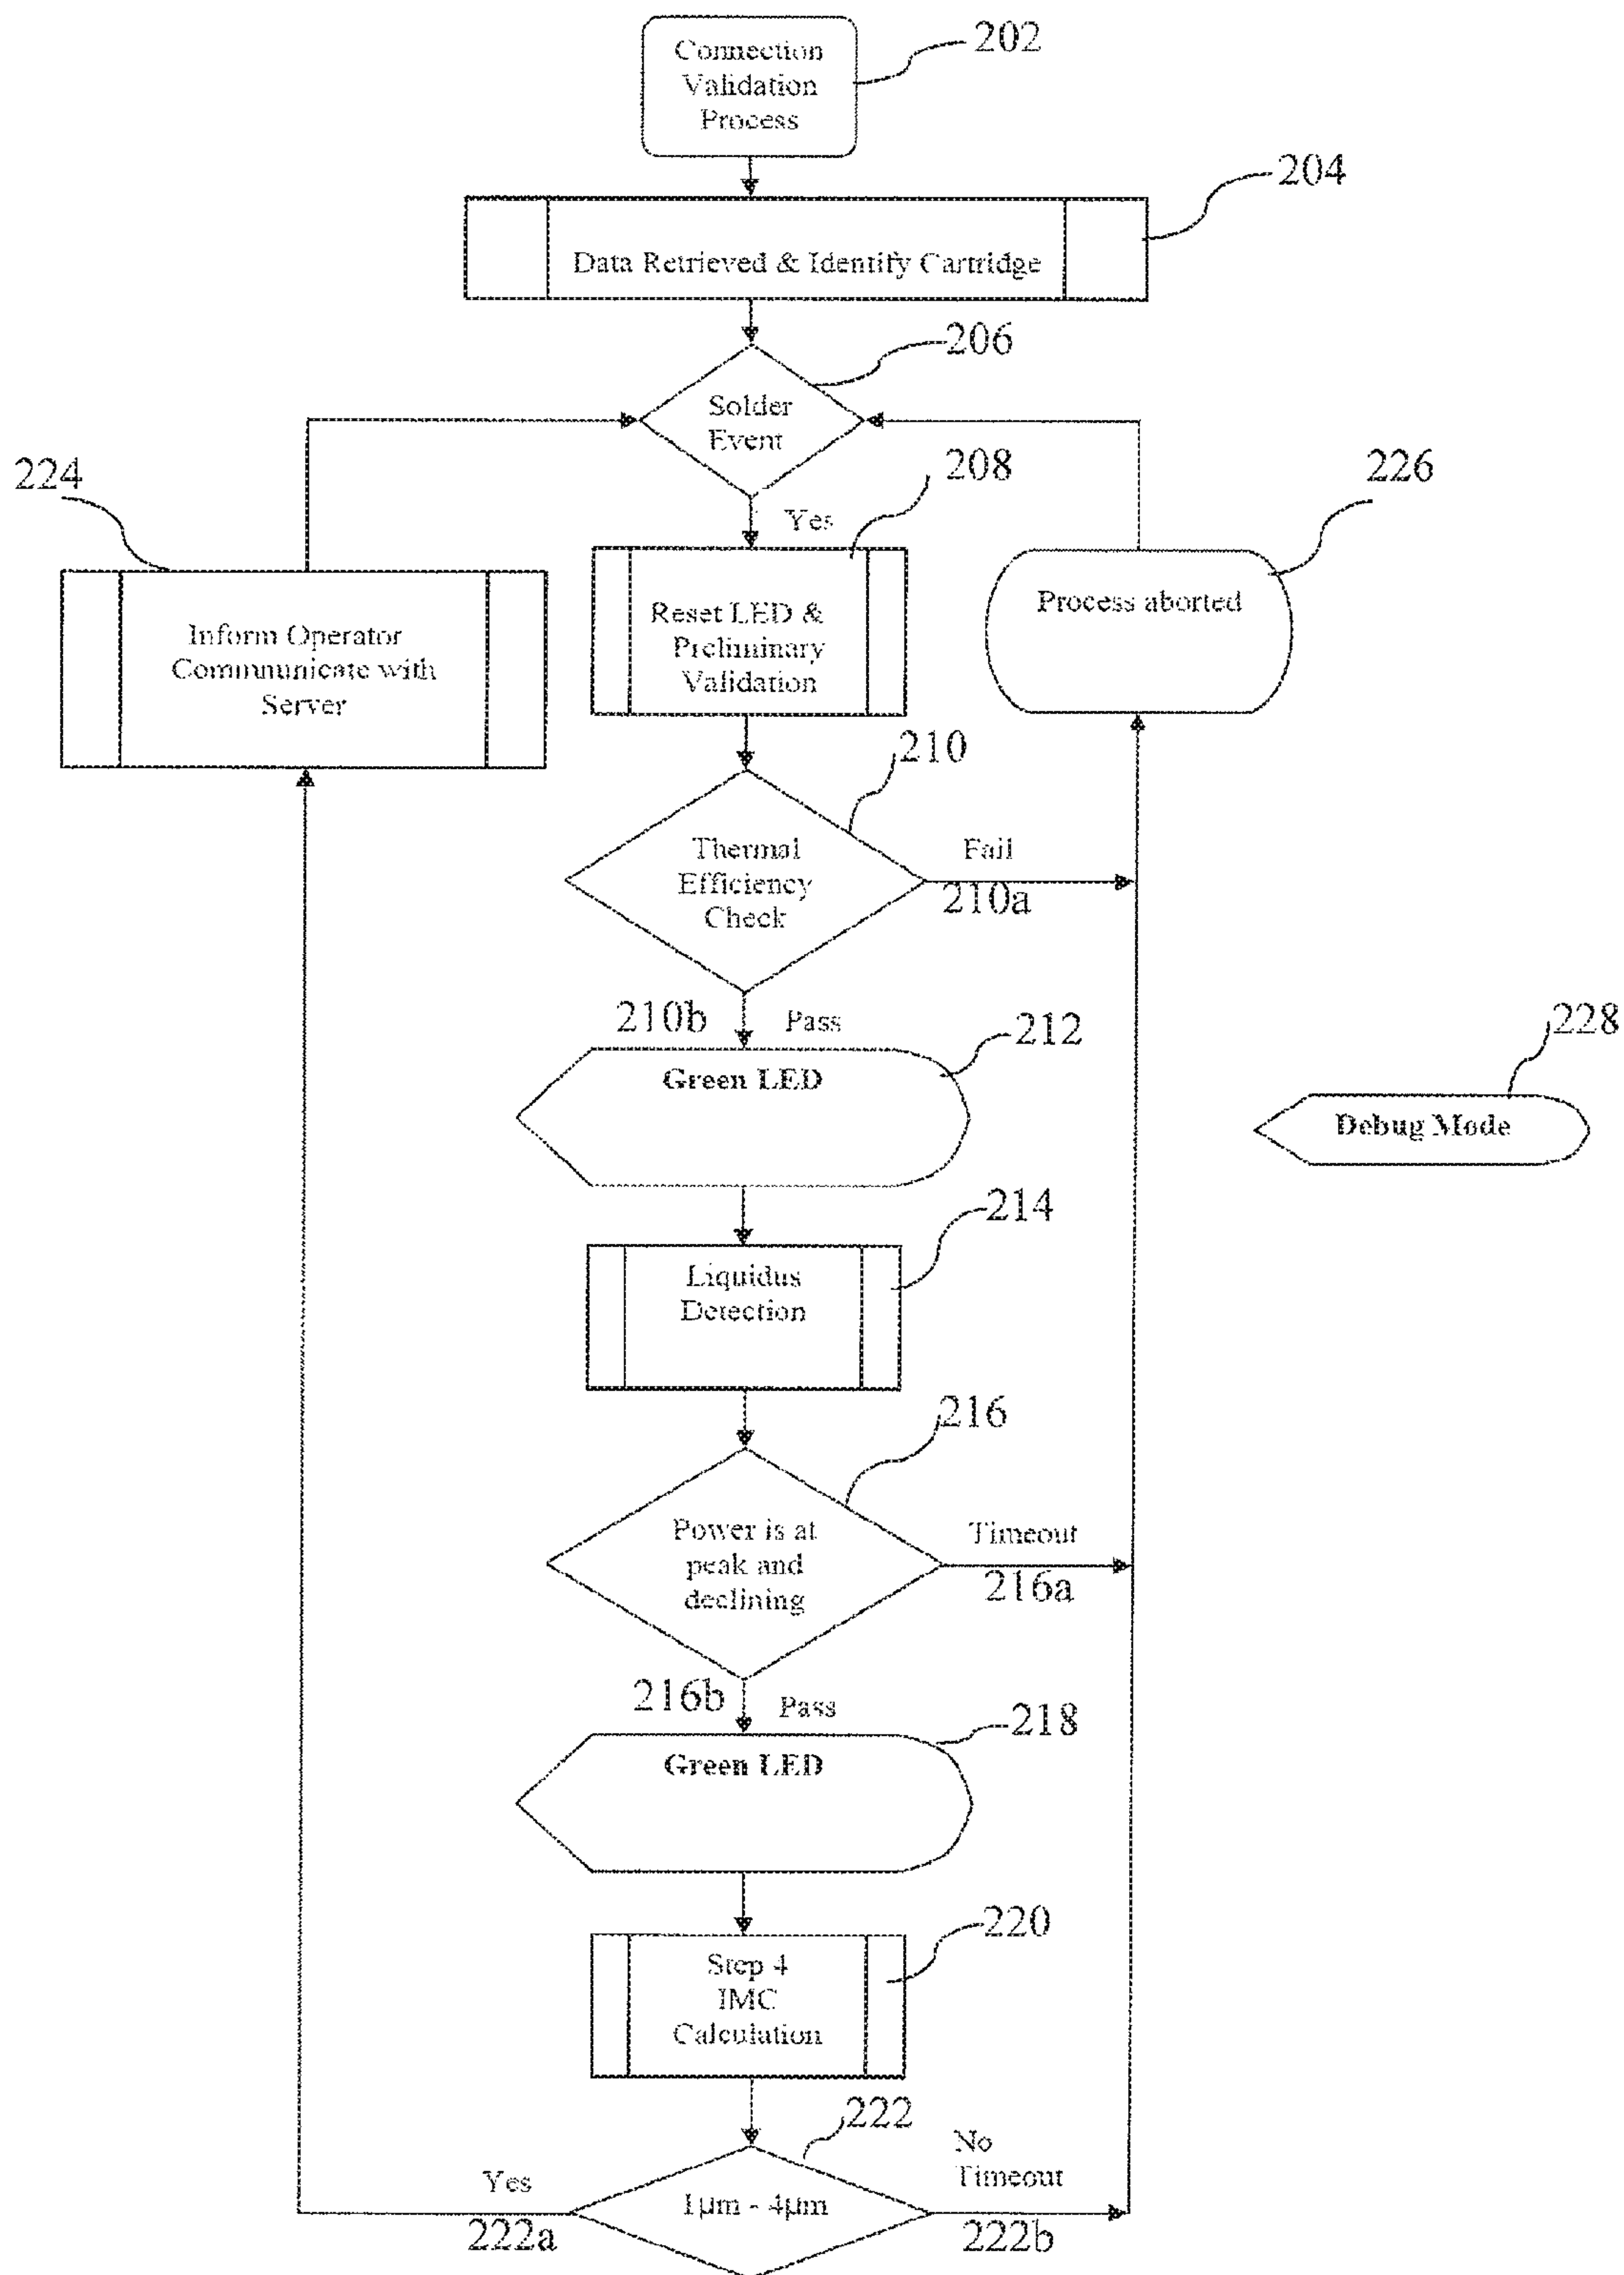 Connection
Validation
Process
202
204
Data Retrieved & Identify Cartridge
206
Solder
Event
224
208
226
Yes
Inform Operator
Communicate with
Server
Reset LED &
Preliminary
Validation
Process aborted
210
Thermal
Efficiency
Check
Fail
210a
210b
Pass
212
Green LED
228
Debug Mode
214
Liquidus
Detection
216
Power is at
peak and
declining
Timeout
216a
216b
Pass
218
Green LED
220
Step 4
IMC
Calculation
222
No
Timeout
Yes
1μm - 4μm
222a
222b